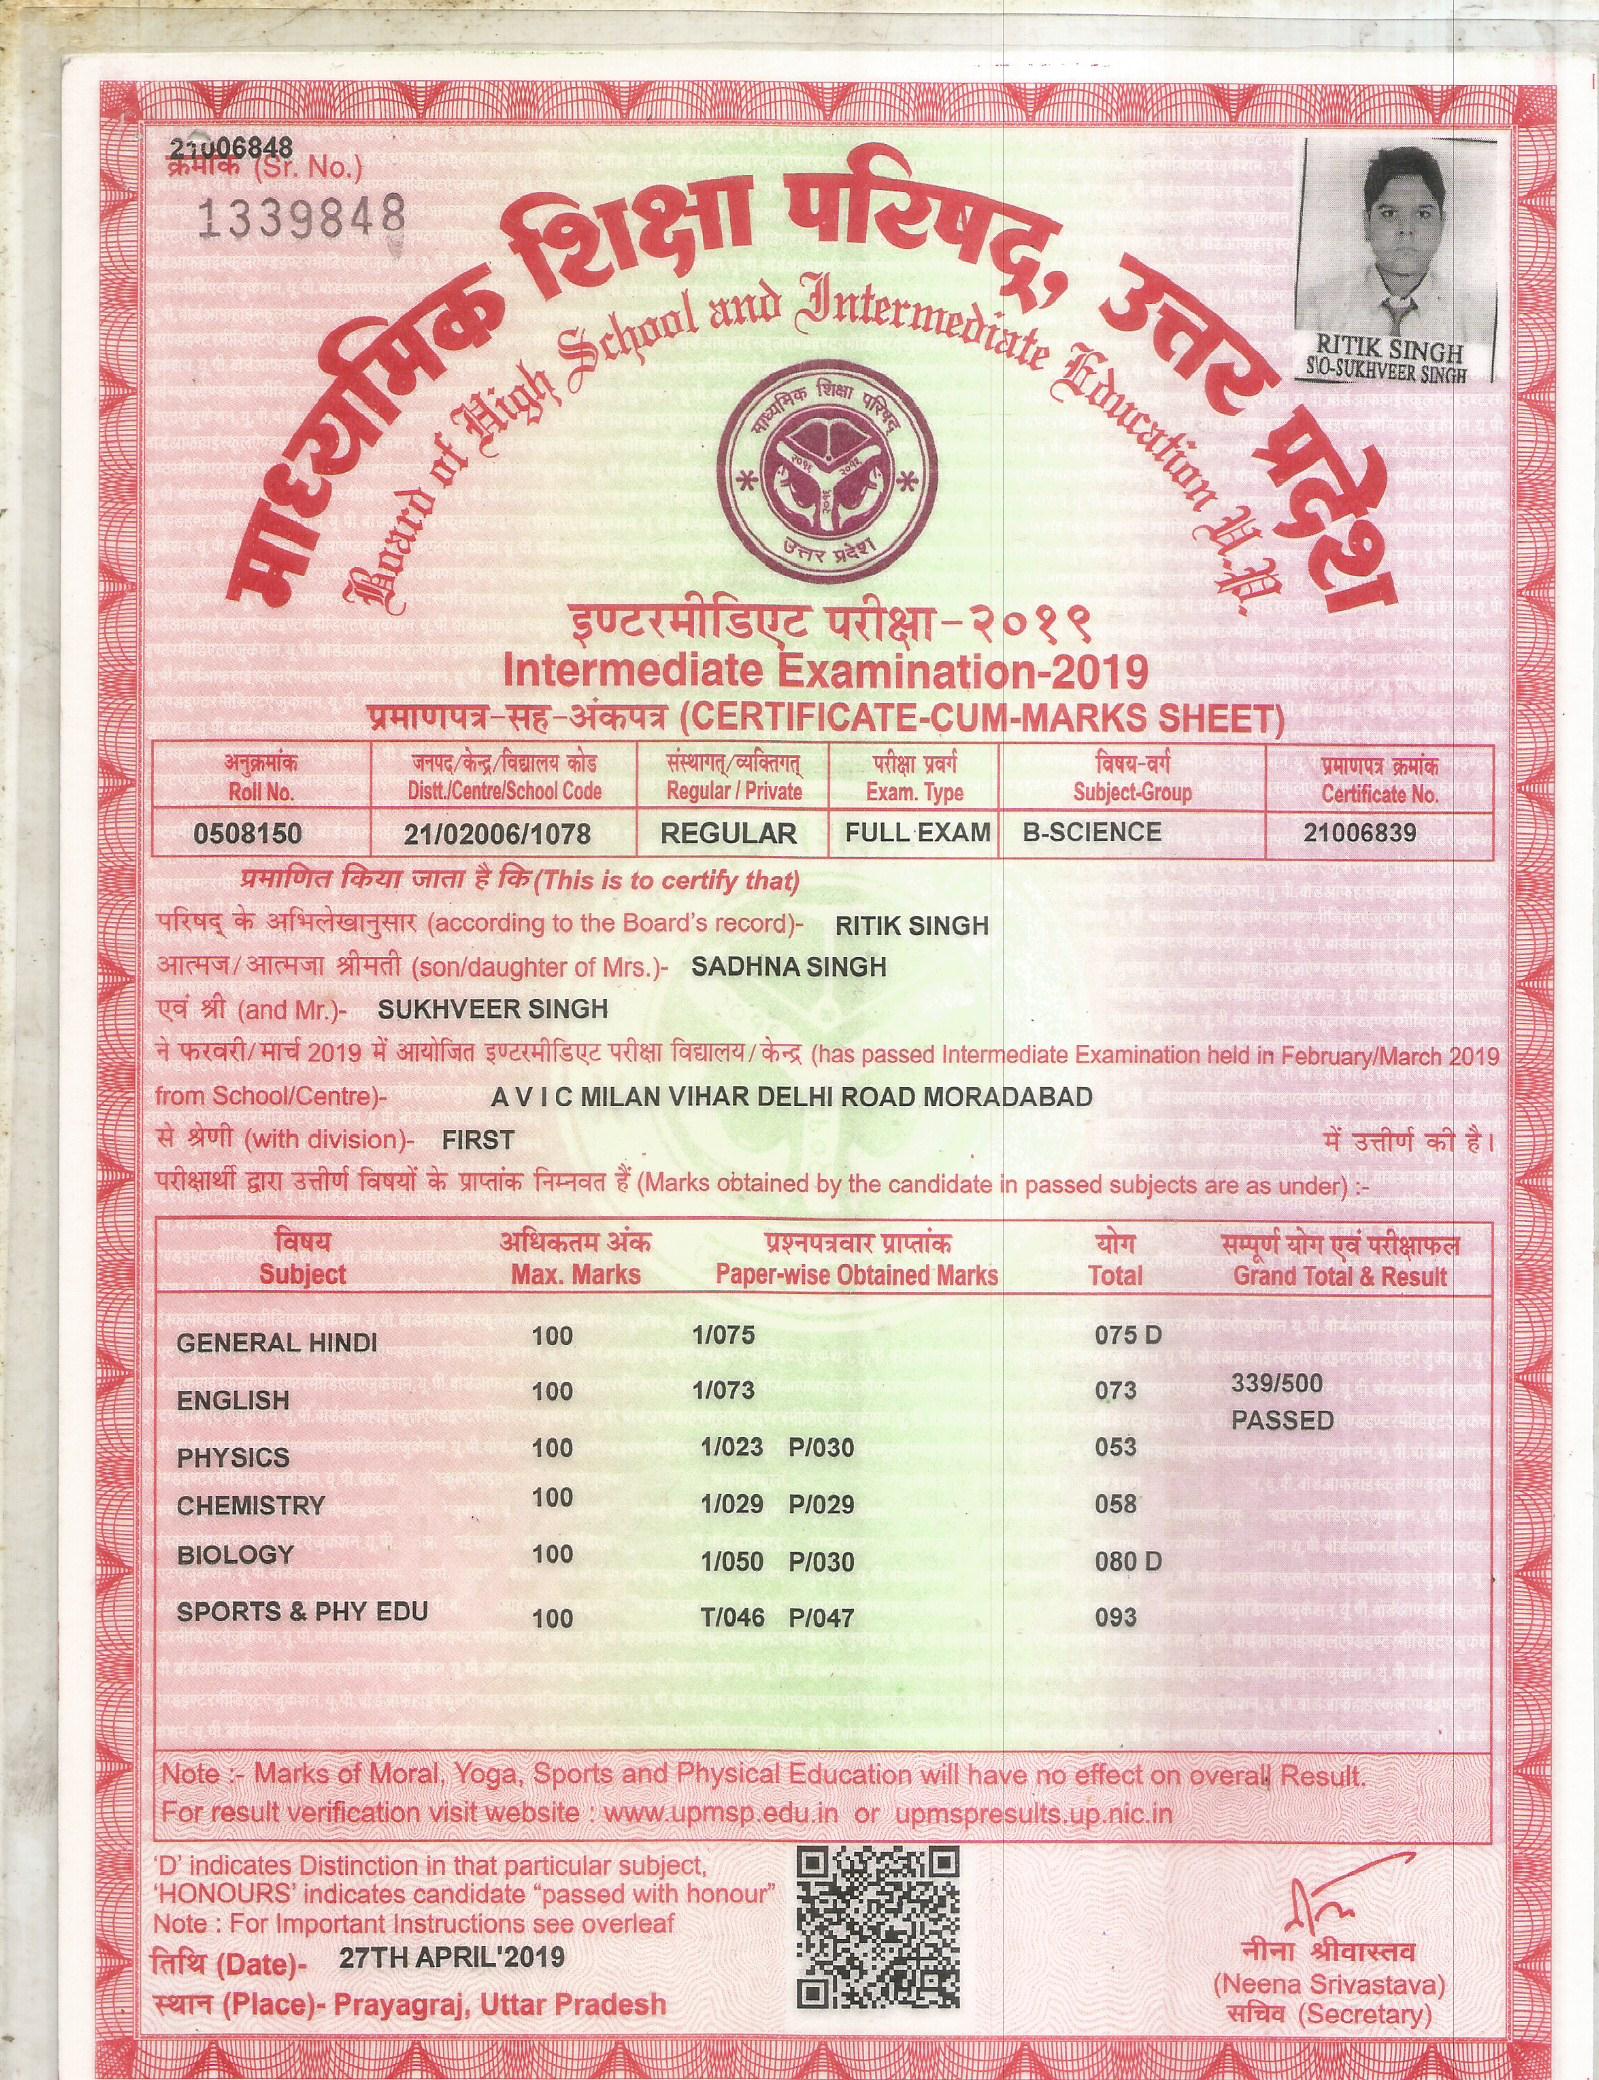 21006848
क्रमांक (Sr. No.)
1339848
माध्यमिक शिक्षा परिषद्, उत्तर प्रदेश
Board of High School and Intermediate Education U.P.
RITIK SINGH
S\O-SUKHVEER SINGH
माध्यमिक शिक्षा परिषद्
उत्तर प्रदेश
इण्टरमीडिएट परीक्षा-२०१९
Intermediate Examination-2019
प्रमाणपत्र-सह-अंकपत्र (CERTIFICATE-CUM-MARKS SHEET)
अनुक्रमांक जनपद/केन्द्र/विद्यालय कोड संस्थागत्/व्यक्तिगत् परीक्षा प्रवर्ग विषय-वर्ग प्रमाणपत्र क्रमांक
Roll No. Distt./Centre/School Code Regular / Private Exam. Type Subject-Group Certificate No.
0508150 21/02006/1078 REGULAR FULL EXAM B-SCIENCE 21006839
प्रमाणित किया जाता है कि (This is to certify that)
परिषद् के अभिलेखानुसार (according to the Board's record)- RITIK SINGH
आत्मज/आत्मजा श्रीमती (son/daughter of Mrs.)- SADHNA SINGH
एवं श्री (and Mr.)- SUKHVEER SINGH
ने फरवरी/मार्च 2019 में आयोजित इण्टरमीडिएट परीक्षा विद्यालय/केन्द्र (has passed Intermediate Examination held in February/March 2019
from School/Centre)- A V I C MILAN VIHAR DELHI ROAD MORADABAD
से श्रेणी (with division)- FIRST में उत्तीर्ण की है।
परीक्षार्थी द्वारा उत्तीर्ण विषयों के प्राप्तांक निम्नवत हैं (Marks obtained by the candidate in passed subjects are as under) :-
विषय अधिकतम अंक प्रश्नपत्रवार प्राप्तांक योग सम्पूर्ण योग एवं परीक्षाफल
Subject Max. Marks Paper-wise Obtained Marks Total Grand Total & Result
GENERAL HINDI 100 1/075 075 D
ENGLISH 100 1/073 073 339/500
PASSED
PHYSICS 100 1/023 P/030 053
CHEMISTRY 100 1/029 P/029 058
BIOLOGY 100 1/050 P/030 080 D
SPORTS & PHY EDU 100 T/046 P/047 093
Note :- Marks of Moral, Yoga, Sports and Physical Education will have no effect on overall Result.
For result verification visit website : www.upmsp.edu.in or upmspresults.up.nic.in
'D' indicates Distinction in that particular subject,
'HONOURS' indicates candidate "passed with honour"
Note : For Important Instructions see overleaf
तिथि (Date)- 27TH APRIL'2019
स्थान (Place)- Prayagraj, Uttar Pradesh
नीना श्रीवास्तव
(Neena Srivastava)
सचिव (Secretary)